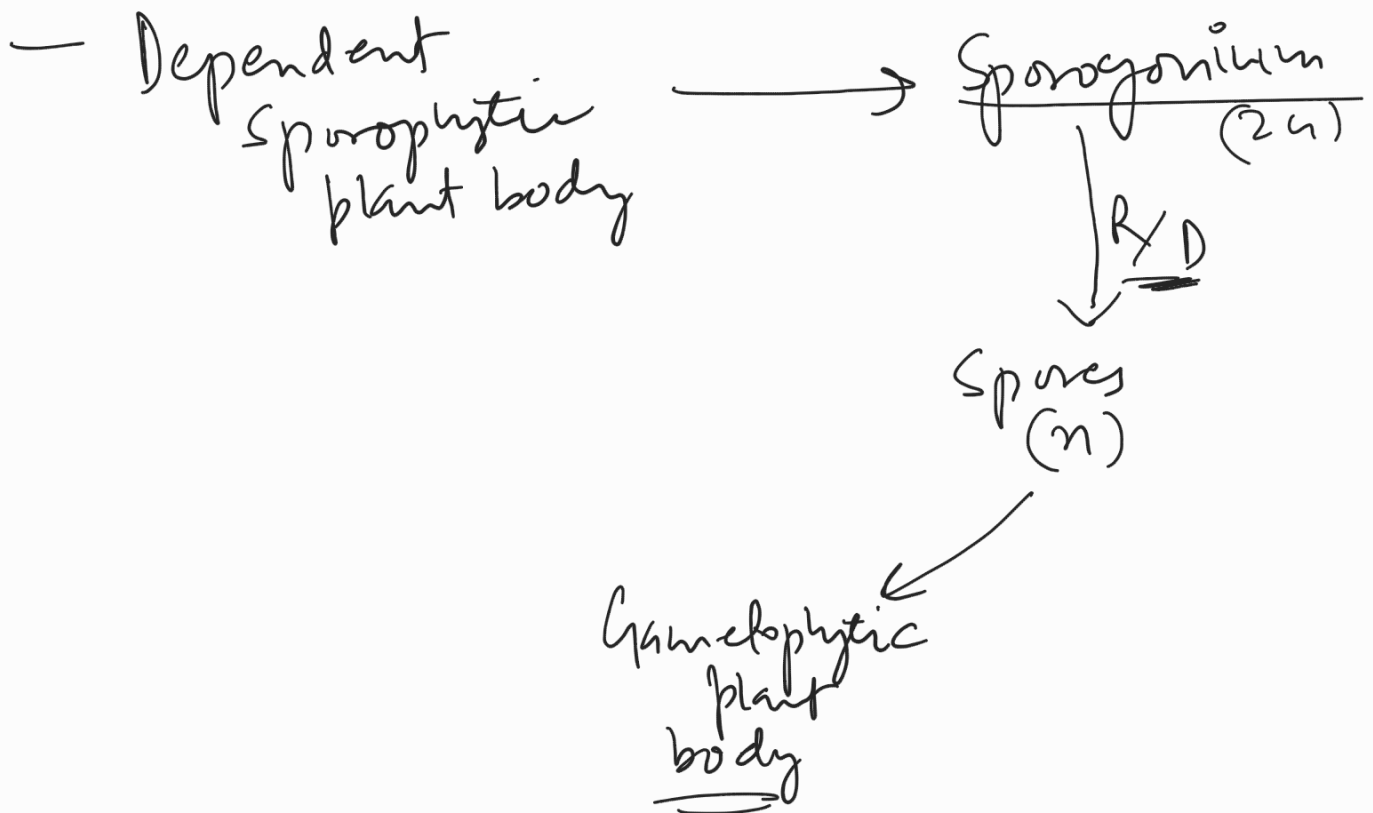 — Dependent
sporophytic
plant body
→ Sporogonium
(2n)
R/D
Spores
(n)
Gametophytic
plant
body